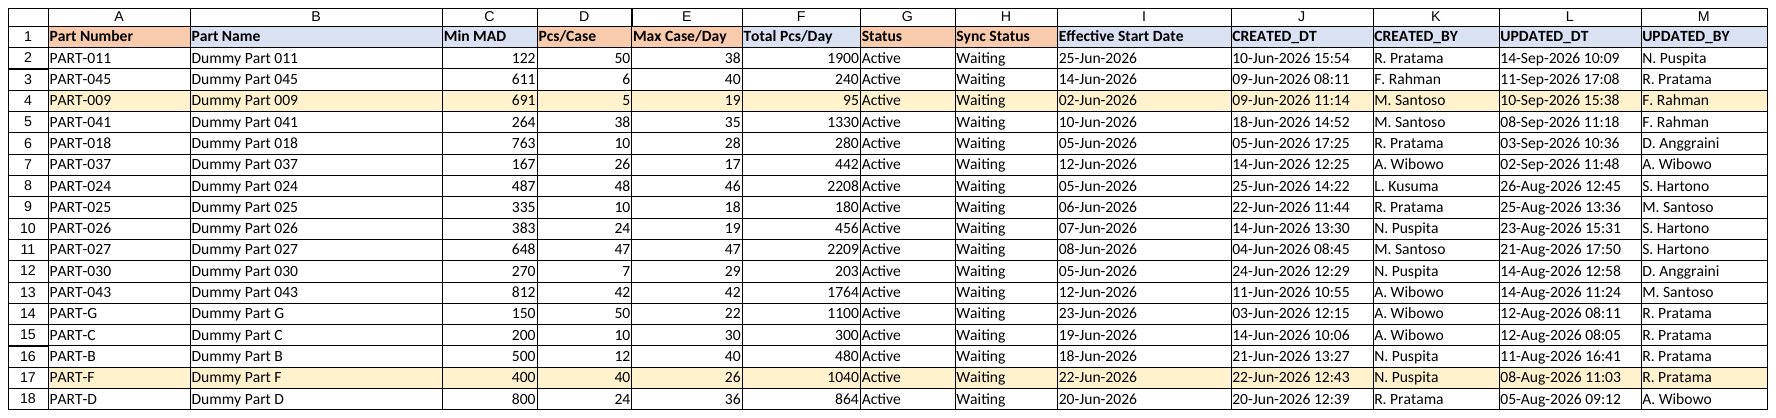 A B C D E F G H I J K L M
1 Part Number Part Name Min MAD Pcs/Case Max Case/Day Total Pcs/Day Status Sync Status Effective Start Date CREATED_DT CREATED_BY UPDATED_DT UPDATED_BY
2 PART-011 Dummy Part 011 122 50 38 1900 Active Waiting 25-Jun-2026 10-Jun-2026 15:54 R. Pratama 14-Sep-2026 10:09 N. Puspita
3 PART-045 Dummy Part 045 611 6 40 240 Active Waiting 14-Jun-2026 09-Jun-2026 08:11 F. Rahman 11-Sep-2026 17:08 R. Pratama
4 PART-009 Dummy Part 009 691 5 19 95 Active Waiting 02-Jun-2026 09-Jun-2026 11:14 M. Santoso 10-Sep-2026 15:38 F. Rahman
5 PART-041 Dummy Part 041 264 38 35 1330 Active Waiting 10-Jun-2026 18-Jun-2026 14:52 M. Santoso 08-Sep-2026 11:18 F. Rahman
6 PART-018 Dummy Part 018 763 10 28 280 Active Waiting 05-Jun-2026 05-Jun-2026 17:25 R. Pratama 03-Sep-2026 10:36 D. Anggraini
7 PART-037 Dummy Part 037 167 26 17 442 Active Waiting 12-Jun-2026 14-Jun-2026 12:25 A. Wibowo 02-Sep-2026 11:48 A. Wibowo
8 PART-024 Dummy Part 024 487 48 46 2208 Active Waiting 05-Jun-2026 25-Jun-2026 14:22 L. Kusuma 26-Aug-2026 12:45 S. Hartono
9 PART-025 Dummy Part 025 335 10 18 180 Active Waiting 06-Jun-2026 22-Jun-2026 11:44 R. Pratama 25-Aug-2026 13:36 M. Santoso
10 PART-026 Dummy Part 026 383 24 19 456 Active Waiting 07-Jun-2026 14-Jun-2026 13:30 N. Puspita 23-Aug-2026 15:31 S. Hartono
11 PART-027 Dummy Part 027 648 47 47 2209 Active Waiting 08-Jun-2026 04-Jun-2026 08:45 M. Santoso 21-Aug-2026 17:50 S. Hartono
12 PART-030 Dummy Part 030 270 7 29 203 Active Waiting 05-Jun-2026 24-Jun-2026 12:29 N. Puspita 14-Aug-2026 12:58 D. Anggraini
13 PART-043 Dummy Part 043 812 42 42 1764 Active Waiting 12-Jun-2026 11-Jun-2026 10:55 A. Wibowo 14-Aug-2026 11:24 M. Santoso
14 PART-G Dummy Part G 150 50 22 1100 Active Waiting 23-Jun-2026 03-Jun-2026 12:15 A. Wibowo 12-Aug-2026 08:11 R. Pratama
15 PART-C Dummy Part C 200 10 30 300 Active Waiting 19-Jun-2026 14-Jun-2026 10:06 A. Wibowo 12-Aug-2026 08:05 R. Pratama
16 PART-B Dummy Part B 500 12 40 480 Active Waiting 18-Jun-2026 21-Jun-2026 13:27 N. Puspita 11-Aug-2026 16:41 R. Pratama
17 PART-F Dummy Part F 400 40 26 1040 Active Waiting 22-Jun-2026 22-Jun-2026 12:43 N. Puspita 08-Aug-2026 11:03 R. Pratama
18 PART-D Dummy Part D 800 24 36 864 Active Waiting 20-Jun-2026 20-Jun-2026 12:39 R. Pratama 05-Aug-2026 09:12 A. Wibowo